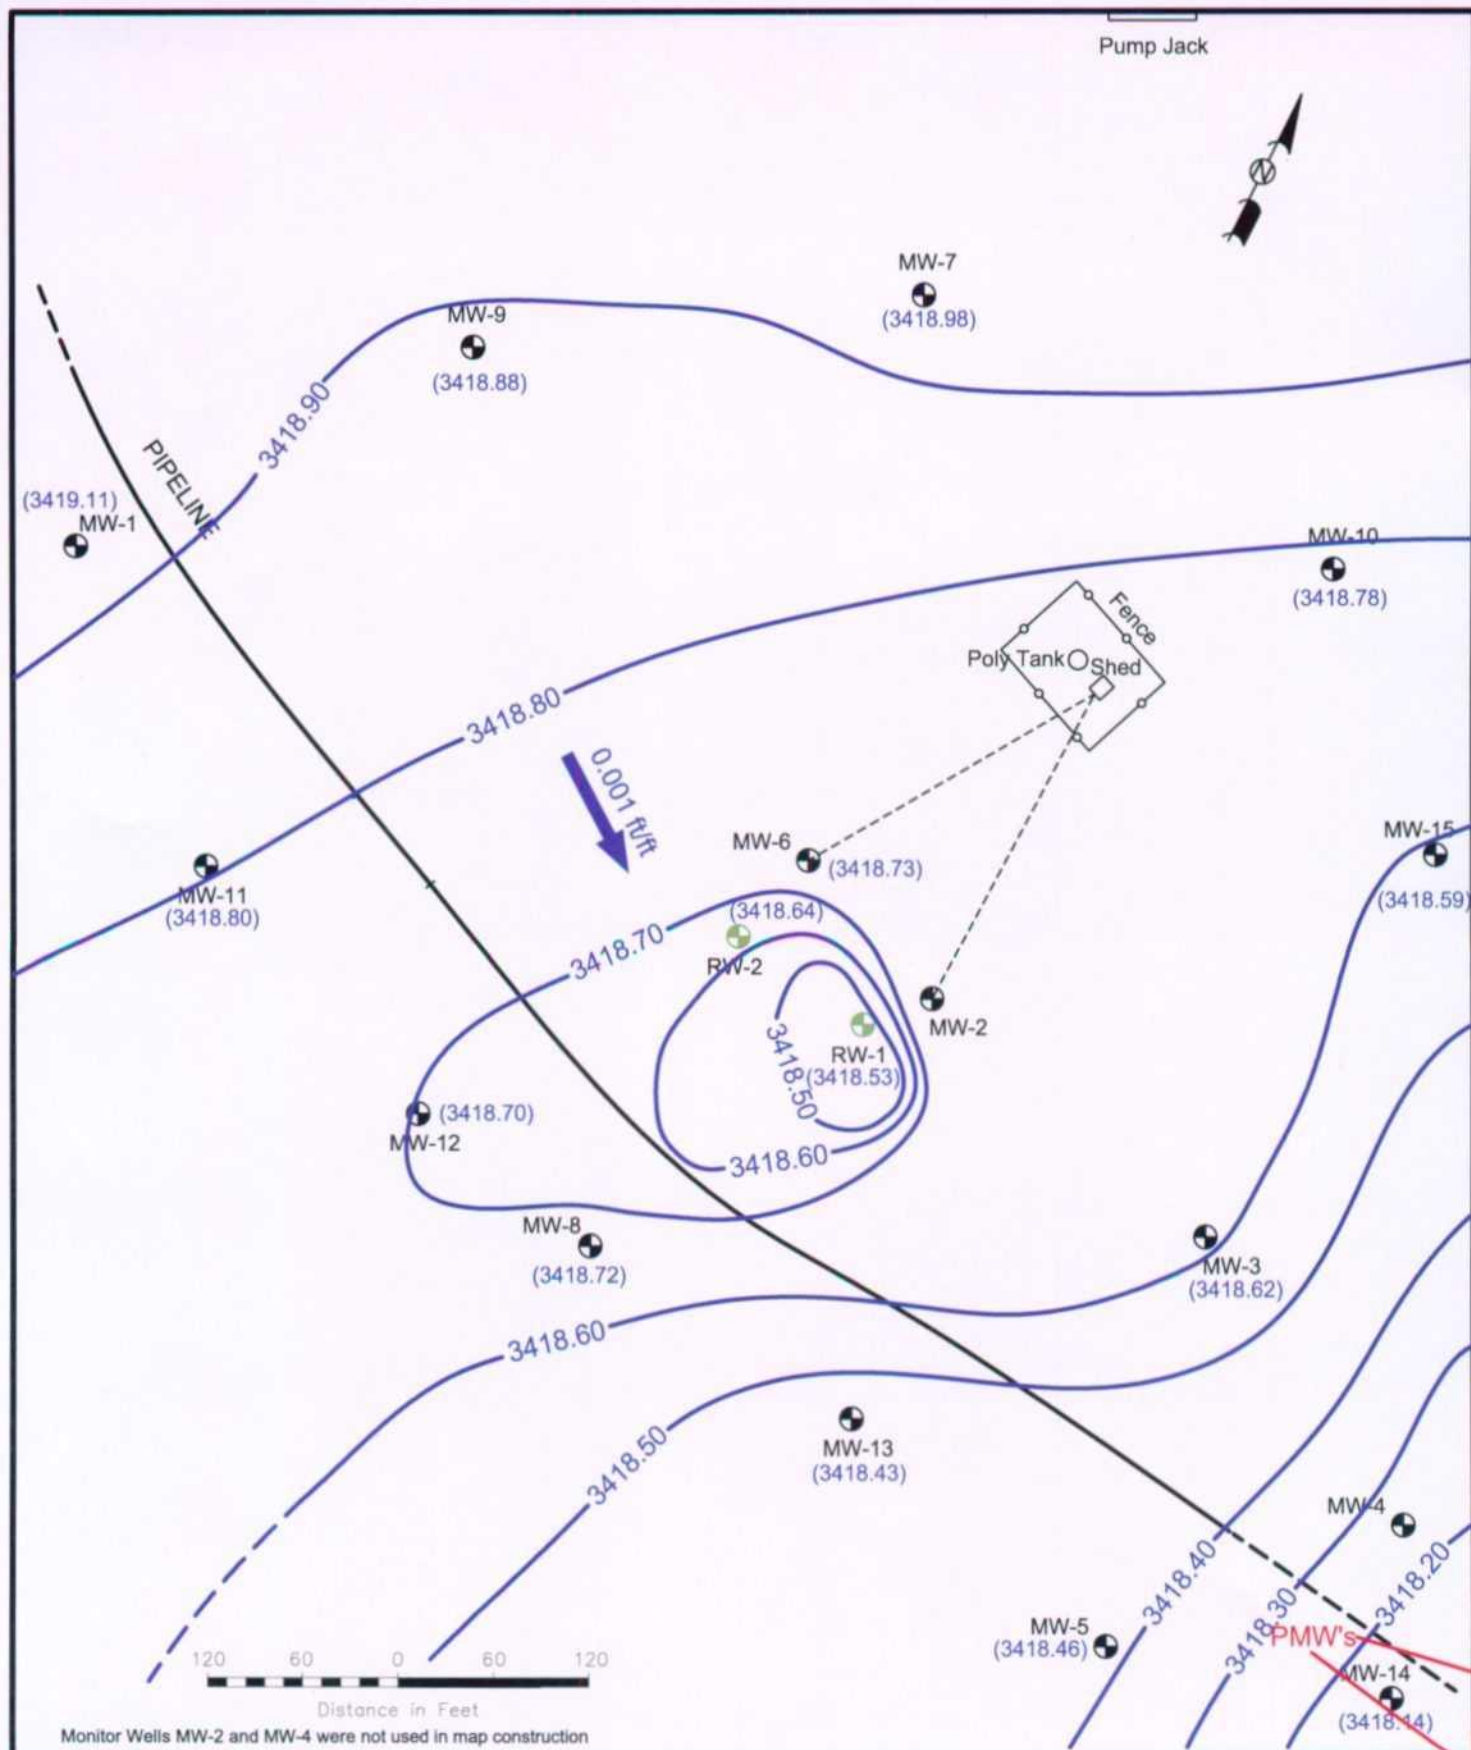 Pump Jack
N
MW-7
(3418.98)
MW-9
(3418.88)
3418.90
PIPELINE
(3419.11)
MW-1
MW-10
(3418.78)
Fence
Poly Tank
Shed
3418.80
0.001 ft/ft
MW-6
(3418.73)
MW-15
(3418.59)
MW-11
(3418.80)
(3418.64)
3418.70
RW-2
MW-2
RW-1
(3418.53)
3418.50
(3418.70)
MW-12
3418.60
MW-8
(3418.72)
MW-3
(3418.62)
3418.60
MW-13
(3418.43)
3418.50
MW-4
3418.40
3418.20
3418.30
PMW's
MW-5
(3418.46)
MW-14
(3418.14)
120 60 0 60 120
Distance in Feet
Monitor Wells MW-2 and MW-4 were not used in map construction